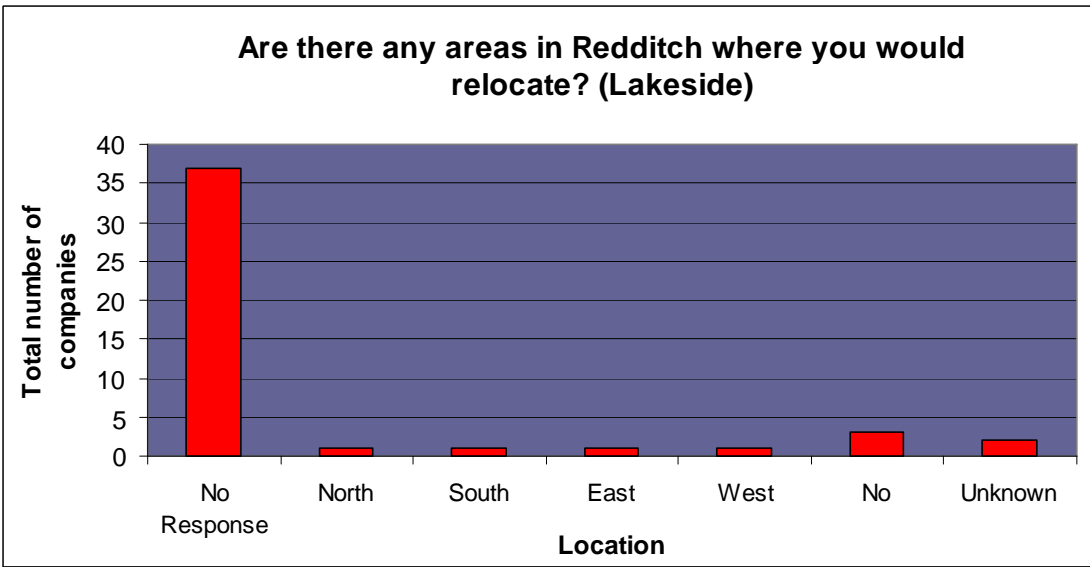 Are there any areas in Redditch where you would
relocate? (Lakeside)
Total number of
companies
40
35
30
25
20
15
10
5
0
No
Response
North
South
East
West
No
Unknown
Location